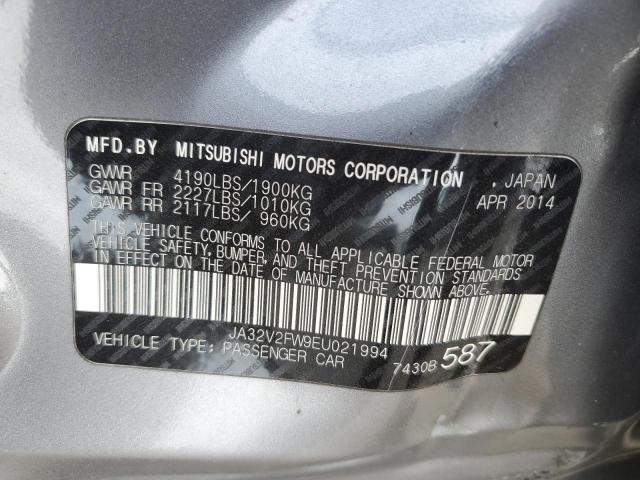 MFD.BY MITSUBISHI MOTORS CORPORATION , JAPAN
GVWR 4190LBS/1900KG APR 2014
GAWR FR 2227LBS/1010KG
GAWR RR 2117LBS/ 960KG
THIS VEHICLE CONFORMS TO ALL APPLICABLE FEDERAL MOTOR
VEHICLE SAFETY, BUMPER, AND THEFT PREVENTION STANDARDS
IN EFFECT ON THE DATE OF MANUFACTURE SHOWN ABOVE.
JA32V2FW9EU021994
VEHICLE TYPE: PASSENGER CAR 7430B 587